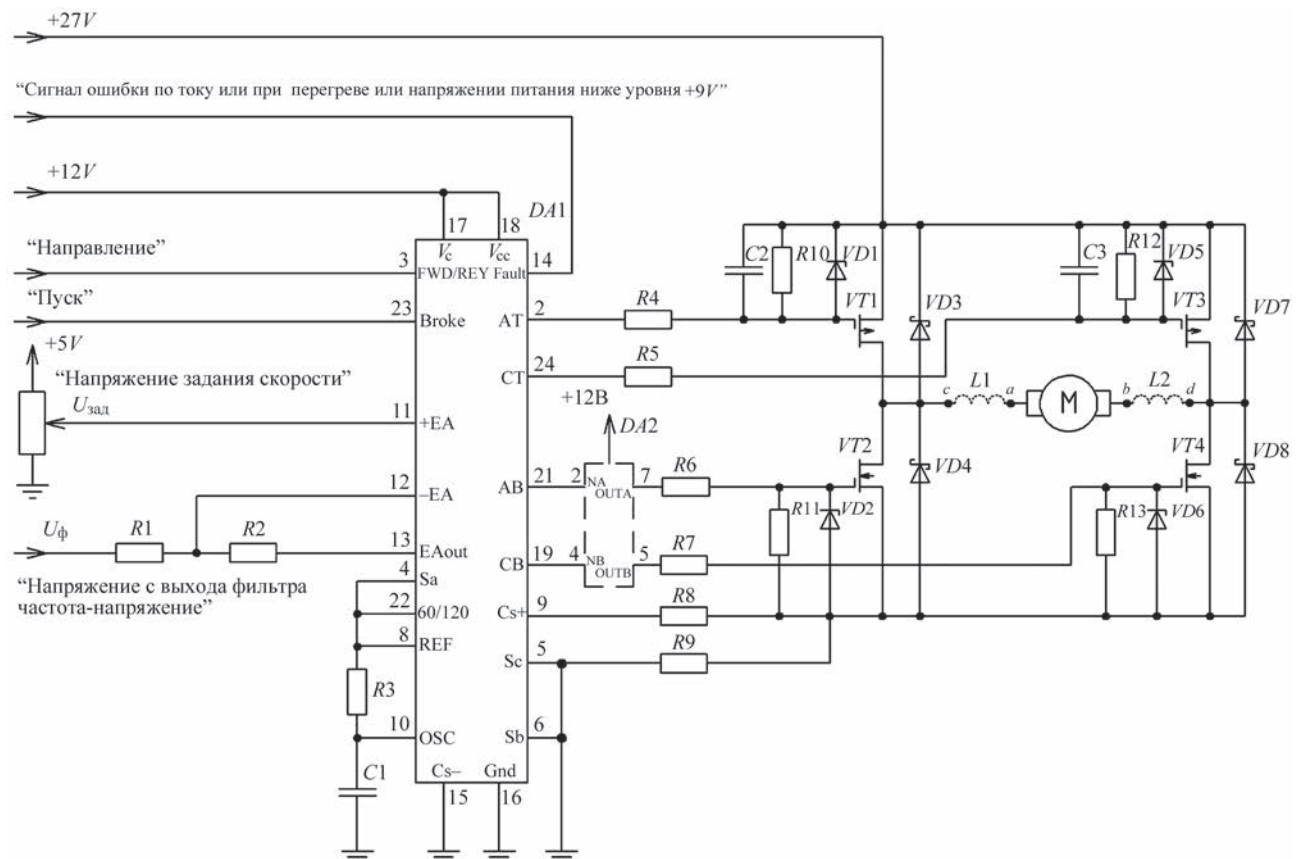 +27V
“Сигнал ошибки по току или при перегреве или напряжении питания ниже уровня +9V”
+12V
17
18
DA1
Vc
Vcc
“Направление”
3
FWD/REY
Fault
14
“Пуск”
23
Broke
AT
2
R4
C2
R10
VD1
VT1
VD3
C3
R12
VD5
VT3
VD7
+5V
“Напряжение задания скорости”
CT
24
R5
Uзад
11
+EA
+12В
DA2
c
L1
a
M
b
L2
d
12
–EA
AB
21
2
NA
OUTA
7
R6
VT2
VD4
VT4
VD8
R11
VD2
R13
VD6
Uф
R1
R2
13
EAout
CB
19
4
NB
OUTB
5
R7
“Напряжение с выхода фильтра
частота-напряжение”
4
Sa
22
60/120
Cs+
9
R8
8
REF
Sc
5
R9
R3
10
OSC
Sb
6
C1
Cs–
Gnd
15
16